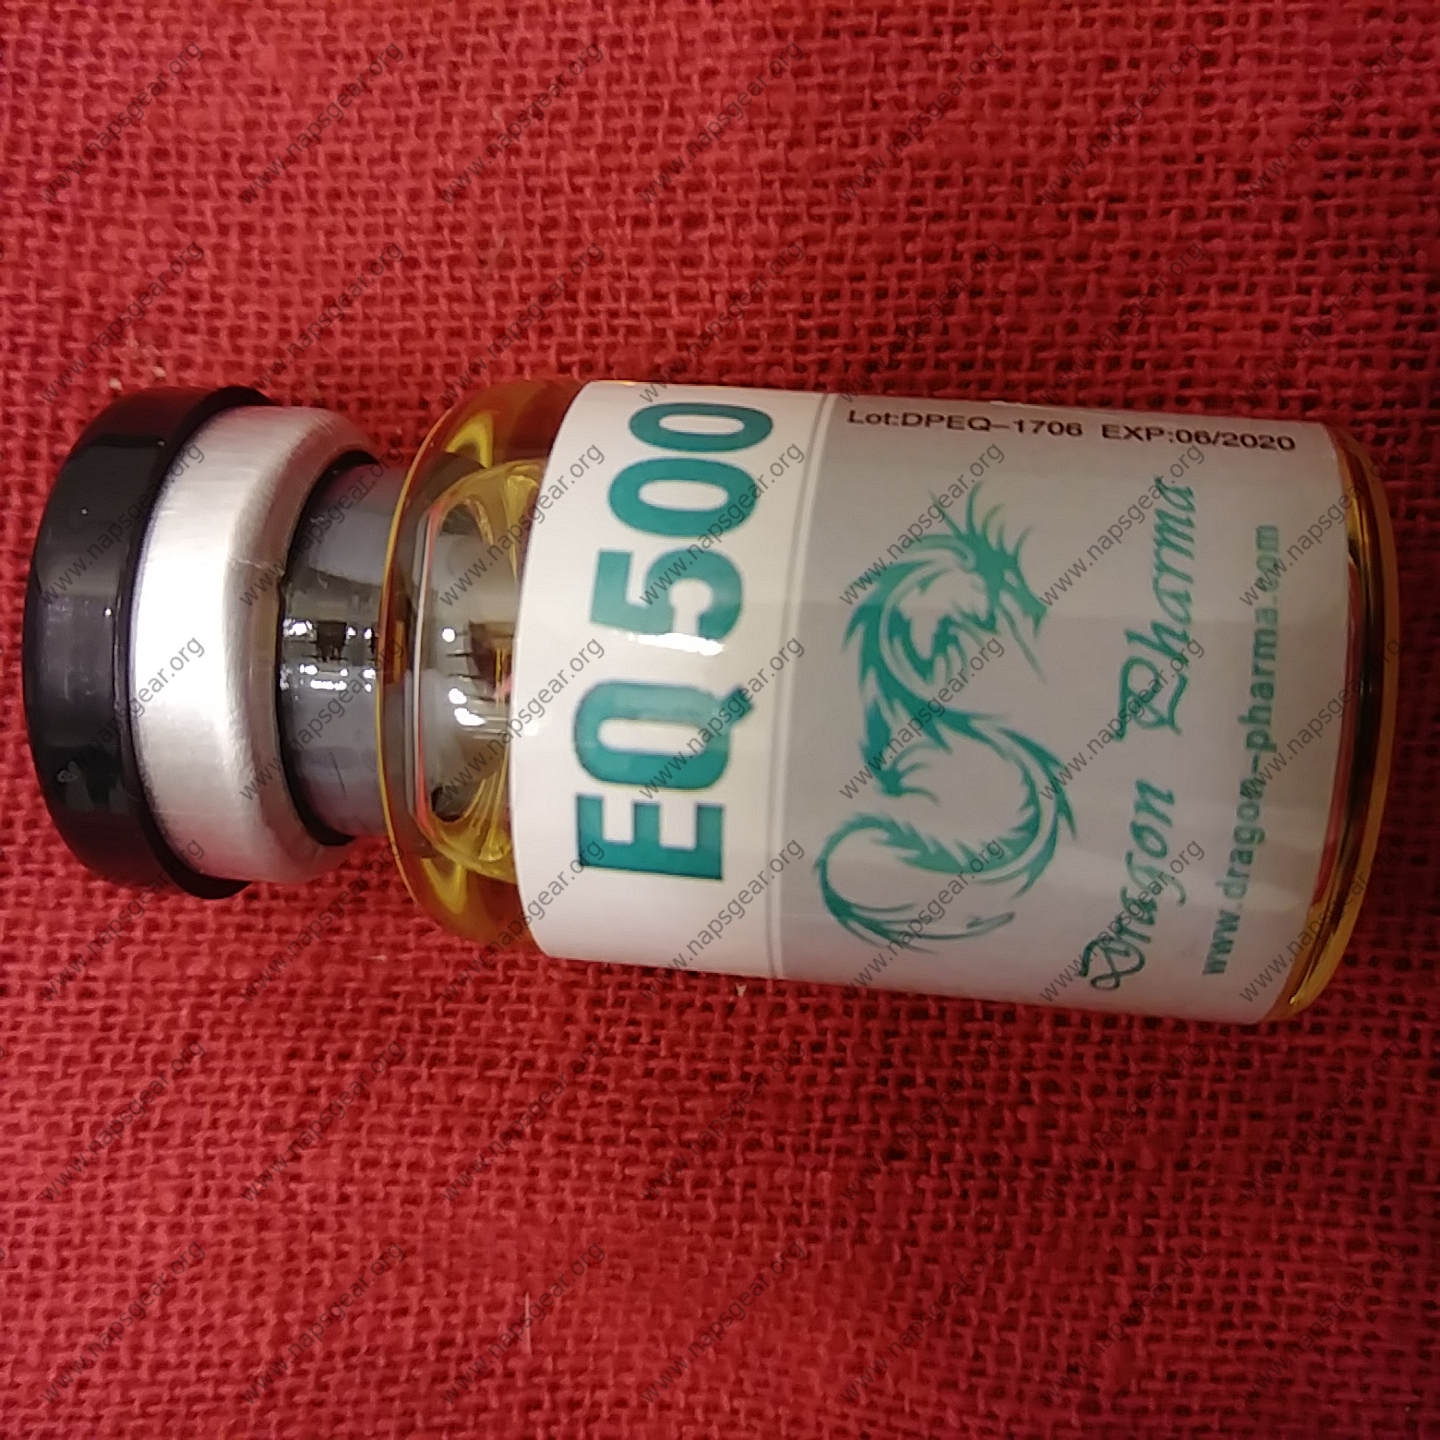 EQ 500
Lot:DPEQ-1706 EXP:06/2020
Dragon Pharma
www.dragon-pharma.com
www.napsgear.org